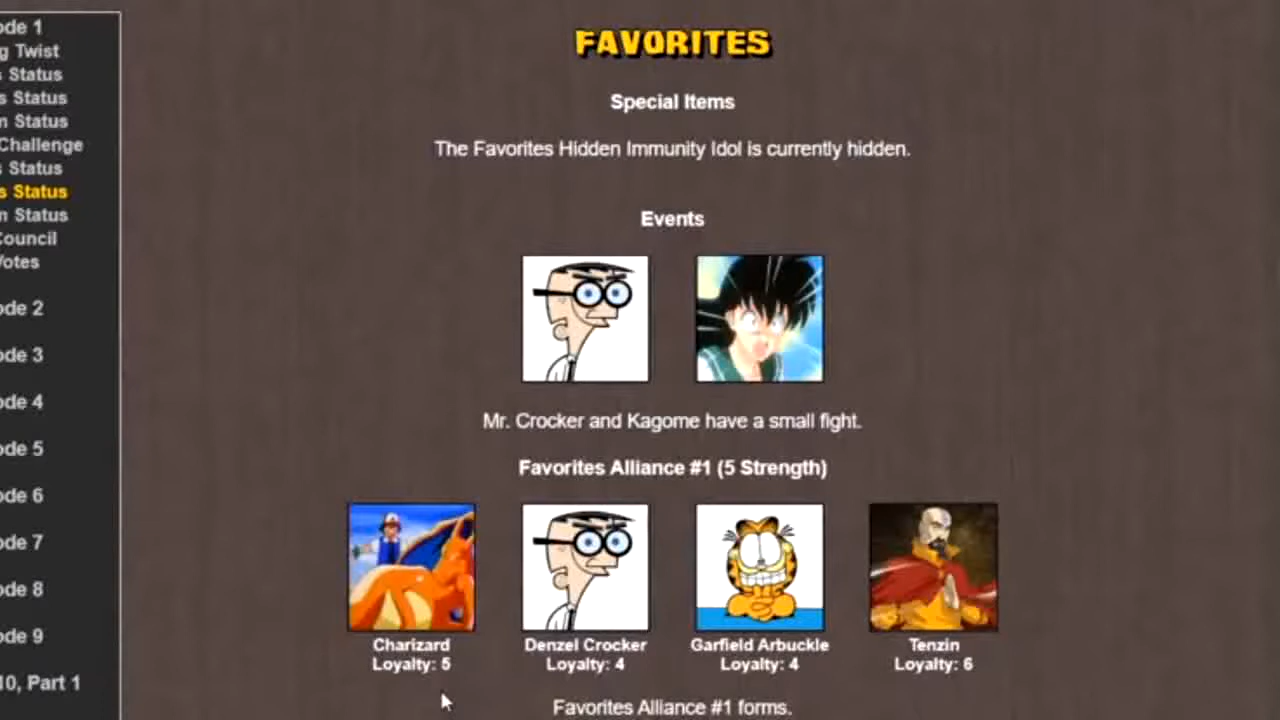 ode 1
g Twist
s Status
s Status
n Status
Challenge
s Status
s Status
n Status
Council
Votes
ode 2
ode 3
ode 4
ode 5
ode 6
ode 7
ode 8
ode 9
10, Part 1
FAVORITES
Special Items
The Favorites Hidden Immunity Idol is currently hidden.
Events
Mr. Crocker and Kagome have a small fight.
Favorites Alliance #1 (5 Strength)
Charizard
Loyalty: 5
Denzel Crocker
Loyalty: 4
Garfield Arbuckle
Loyalty: 4
Tenzin
Loyalty: 6
Favorites Alliance #1 forms.